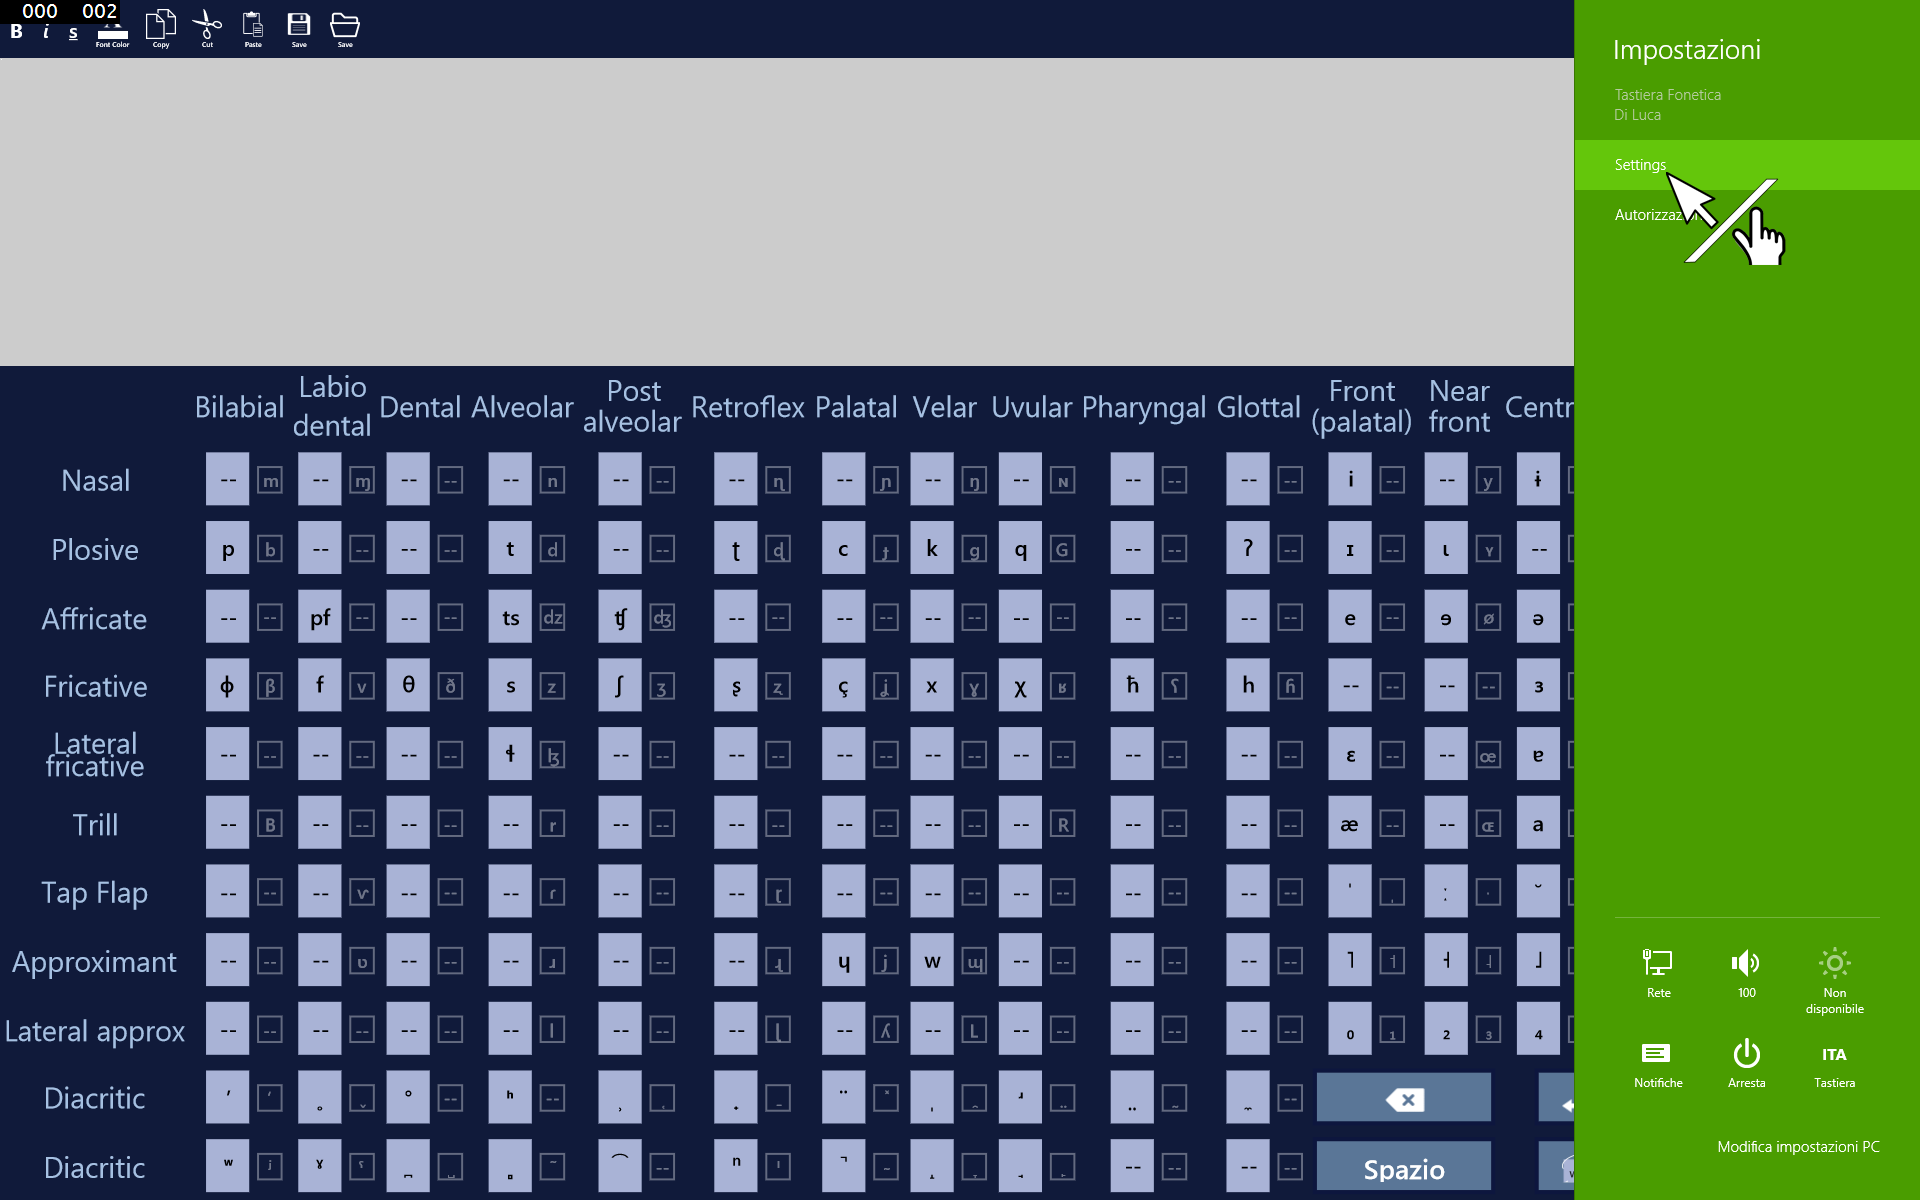 000 002
B i s Font Color Copy Cut Paste Save Save
Impostazioni
Tastiera Fonetica
Di Luca
Settings
Bilabial Labio dental Dental Alveolar Post alveolar Retroflex Palatal Velar Uvular Pharyngal Glottal Front (palatal) Near front Centr
Nasal -- m -- ɱ -- -- -- n -- -- -- ɳ -- ɲ -- ŋ -- ɴ -- -- -- -- i -- -- y ɨ
Plosive p b -- -- -- -- t d -- -- ʈ ɖ c ɟ k g q G -- -- ʔ -- ɪ -- ɩ ʏ --
Affricate -- -- pf -- -- -- ts dz ʧ ʤ -- -- -- -- -- -- -- -- -- -- -- -- e -- ɘ ø ə
Fricative ɸ β f v θ ð s z ʃ ʒ ʂ ʐ ç ʝ x ɣ χ ʁ ħ ʕ h ɦ -- -- -- -- ɜ
Lateral fricative -- -- -- -- -- -- ɬ ɮ -- -- -- -- -- -- -- -- -- -- -- -- -- -- ɛ -- -- œ ɐ
Trill -- B -- -- -- -- -- r -- -- -- -- -- -- -- -- -- R -- -- -- -- æ -- -- ɶ a
Tap Flap -- -- -- ⱱ -- -- -- ɾ -- -- -- ɽ -- -- -- -- -- -- -- -- -- -- ˈ ˌ ː ˑ ˘
Approximant -- -- -- ʋ -- -- -- ɹ -- -- -- ɻ ɥ j w ɰ -- -- -- -- -- -- ˥ ˦ ˧ ˨ ˩
Lateral approx -- -- -- -- -- -- -- l -- -- -- ɭ -- ʎ -- L -- -- -- -- -- -- ₀ ₁ ₂ ₃ ₄
Diacritic
Diacritic
Spazio
Rete 100 Non disponibile
Notifiche Arresta ITA Tastiera
Modifica impostazioni PC